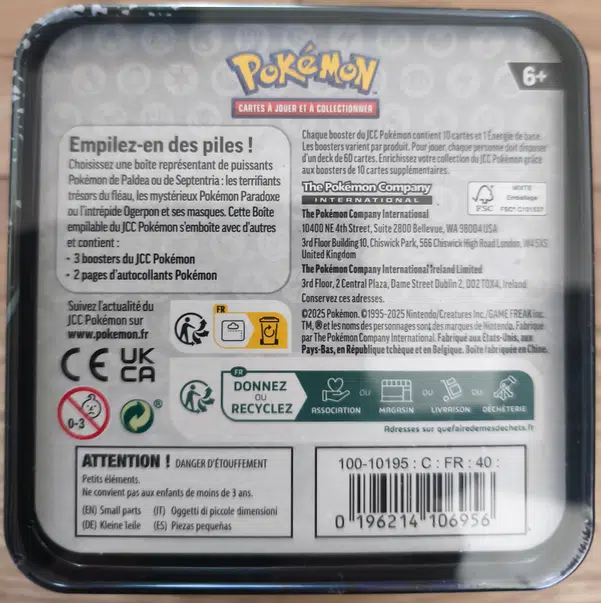 POKÉMON
CARTES À JOUER ET À COLLECTIONNER
6+
Empilez-en des piles !
Choisissez une boîte représentant de puissants
Pokémon de Paldea ou de Septentria : les terrifiants
trésors du fléau, les mystérieux Pokémon Paradoxe
ou l'intrépide Ogerpon et ses masques. Cette Boîte
empilable du JCC Pokémon s'emboîte avec d'autres
et contient :
- 3 boosters du JCC Pokémon
- 2 pages d'autocollants Pokémon
Chaque booster du JCC Pokémon contient 10 cartes et 1 Énergie de base.
Les boosters varient par produit. Pour jouer, chaque personne doit disposer
d'un deck de 60 cartes. Enrichissez votre collection du JCC Pokémon grâce
aux boosters de 10 cartes supplémentaires.
The Pokémon Company
INTERNATIONAL
FSC
MIXTE
Emballage
FSC® C101537
The Pokémon Company International
10400 NE 4th Street, Suite 2800 Bellevue, WA 98004 USA
3rd Floor Building 10, Chiswick Park, 566 Chiswick High Road London, W4 5XS
United Kingdom
The Pokémon Company International Ireland Limited
3rd Floor, 2 Central Plaza, Dame Street Dublin 2, D02 T0X4, Ireland
Conservez ces adresses.
©2025 Pokémon. ©1995-2025 Nintendo/Creatures Inc./GAME FREAK inc.
TM, ® et les noms des personnages sont des marques de Nintendo. Fabriqué
par The Pokémon Company International. Fabriqué aux États-Unis, aux
Pays-Bas, en République tchèque et en Belgique. Boîte fabriquée en Chine.
Suivez l'actualité du
JCC Pokémon sur
www.pokemon.fr
FR
CE
UK
CA
0-3
®
FR
DONNEZ
ou
RECYCLEZ
ASSOCIATION
OU
MAGASIN
OU
LIVRAISON
OU
DÉCHÈTERIE
Adresses sur quefairedemesdechets.fr
ATTENTION ! DANGER D'ÉTOUFFEMENT
Petits éléments.
Ne convient pas aux enfants de moins de 3 ans.
(EN) Small parts (IT) Oggetti di piccole dimensioni
(DE) Kleine Teile (ES) Piezas pequeñas
100-10195 : C : FR : 40 :
0 196214 106956